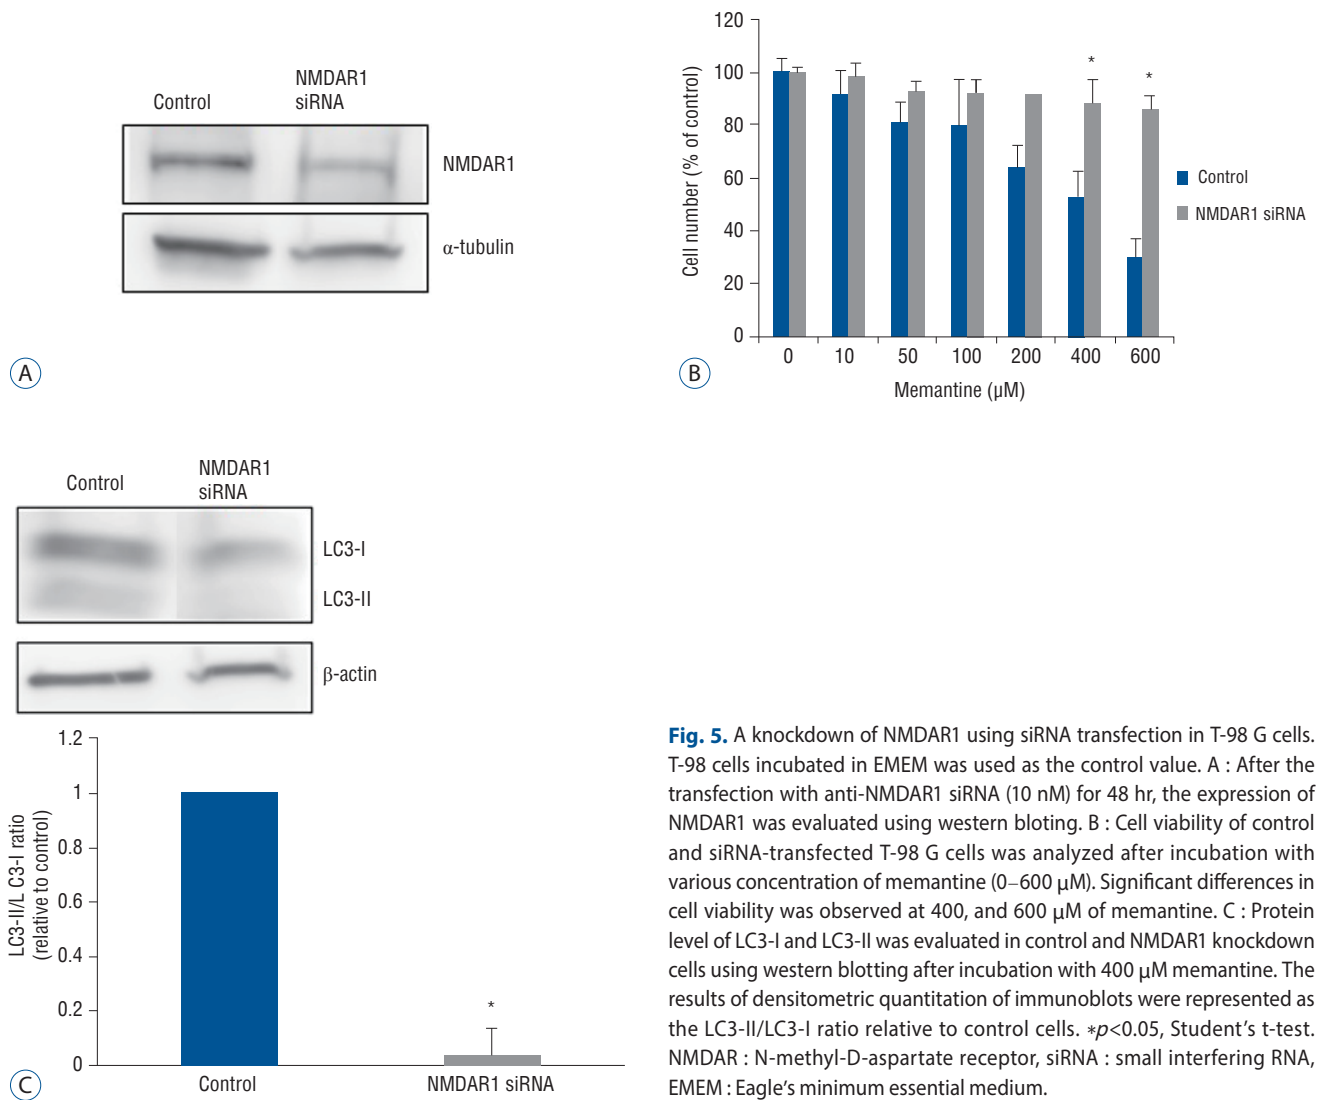 Control
NMDAR1
siRNA
NMDAR1
α-tubulin
A
120
100
80
60
40
20
0
Cell number (% of control)
*
*
0 10 50 100 200 400 600
Memantine (µM)
Control
NMDAR1 siRNA
B
Control
NMDAR1
siRNA
LC3-I
LC3-II
β-actin
1.2
1
0.8
0.6
0.4
0.2
0
LC3-II/L C3-I ratio
(relative to control)
*
Control NMDAR1 siRNA
C
Fig. 5. A knockdown of NMDAR1 using siRNA transfection in T-98 G cells.
T-98 cells incubated in EMEM was used as the control value. A : After the
transfection with anti-NMDAR1 siRNA (10 nM) for 48 hr, the expression of
NMDAR1 was evaluated using western bloting. B : Cell viability of control
and siRNA-transfected T-98 G cells was analyzed after incubation with
various concentration of memantine (0–600 µM). Significant differences in
cell viability was observed at 400, and 600 µM of memantine. C : Protein
level of LC3-I and LC3-II was evaluated in control and NMDAR1 knockdown
cells using western blotting after incubation with 400 µM memantine. The
results of densitometric quantitation of immunoblots were represented as
the LC3-II/LC3-I ratio relative to control cells. *p<0.05, Student's t-test.
NMDAR : N-methyl-D-aspartate receptor, siRNA : small interfering RNA,
EMEM : Eagle's minimum essential medium.